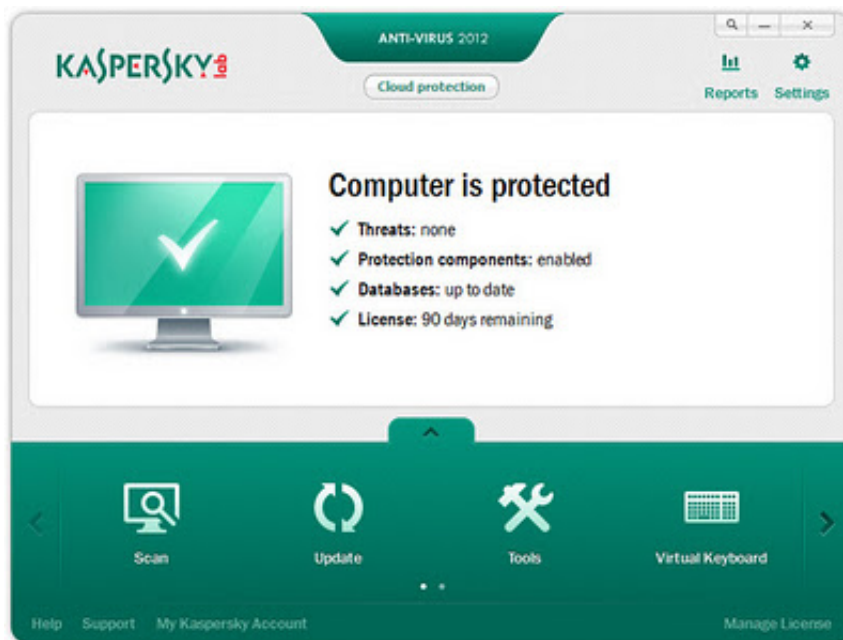 KASPERSKY lab
ANTI-VIRUS 2012
Cloud protection
Reports
Settings
Computer is protected
Threats: none
Protection components: enabled
Databases: up to date
License: 90 days remaining
Scan
Update
Tools
Virtual Keyboard
Help
Support
My Kaspersky Account
Manage License